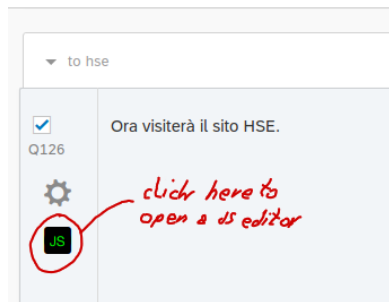 to hse
Ora visiterà il sito HSE.
Q126
click here to
open a JS editor
JS